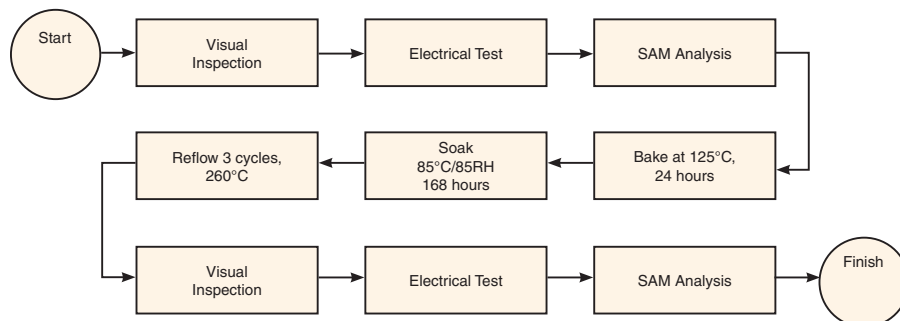 Start
Visual
Inspection
Electrical Test
SAM Analysis
Bake at 125°C,
24 hours
Soak
85°C/85RH
168 hours
Reflow 3 cycles,
260°C
Visual
Inspection
Electrical Test
SAM Analysis
Finish